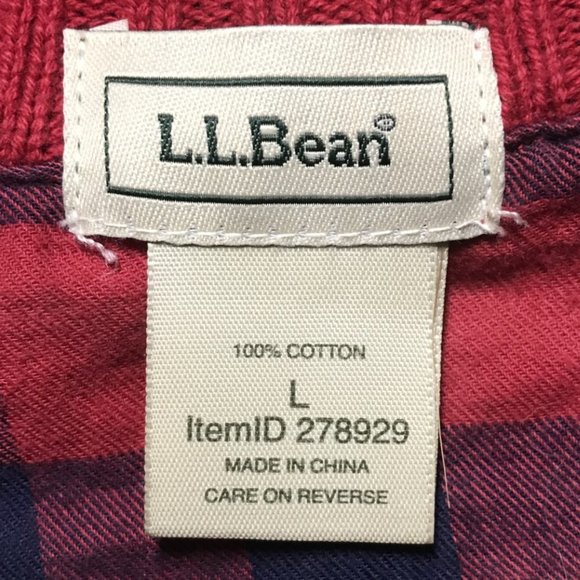 L.L.Bean®
100% COTTON
L
ItemID 278929
MADE IN CHINA
CARE ON REVERSE